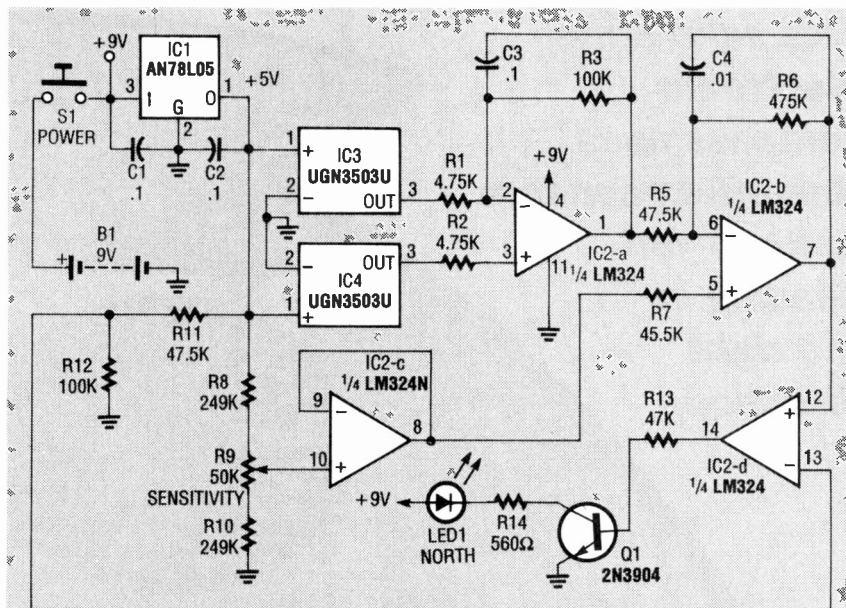 +9V
IC1
AN78L05
3
I
O
1
+5V
G
2
S1
POWER
C1
.1
C2
.1
B1
9V
+
1
+
IC3
UGN3503U
2
−
OUT
3
R1
4.75K
2
−
IC4
UGN3503U
OUT
3
1
+
R2
4.75K
C3
.1
R3
100K
+9V
4
2
−
3
+
1
11
IC2-a
1/4 LM324
C4
.01
R6
475K
R5
47.5K
IC2-b
1/4 LM324
6
−
5
+
7
R7
45.5K
R11
47.5K
R12
100K
R8
249K
R9
50K
SENSITIVITY
R10
249K
IC2-c
1/4 LM324N
9
−
10
+
8
R13
47K
14
12
+
13
−
IC2-d
1/4 LM324
+9V
LED1
NORTH
R14
560Ω
Q1
2N3904